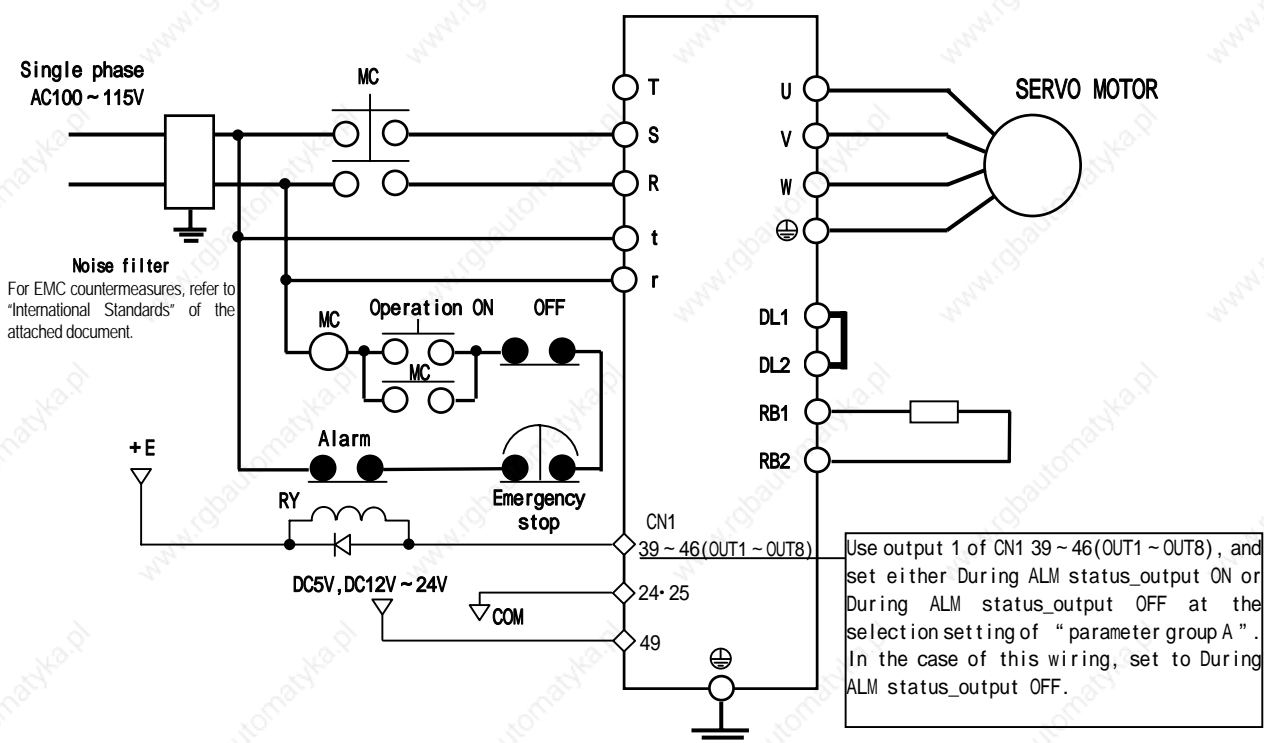 Single phase
AC100～115V
MC
T
S
R
t
r
U
V
W
SERVO MOTOR
Noise filter
For EMC countermeasures, refer to
"International Standards" of the
attached document.
MC
Operation ON
OFF
MC
DL1
DL2
RB1
RB2
+E
Alarm
RY
Emergency
stop
CN1
39～46(OUT1～OUT8)
DC5V,DC12V～24V
24・25
COM
49
Use output 1 of CN1 39～46(OUT1～OUT8), and
set either During ALM status_output ON or
During ALM status_output OFF at the
selection setting of “parameter group A”.
In the case of this wiring, set to During
ALM status_output OFF.
www.rgbautomatyka.pl